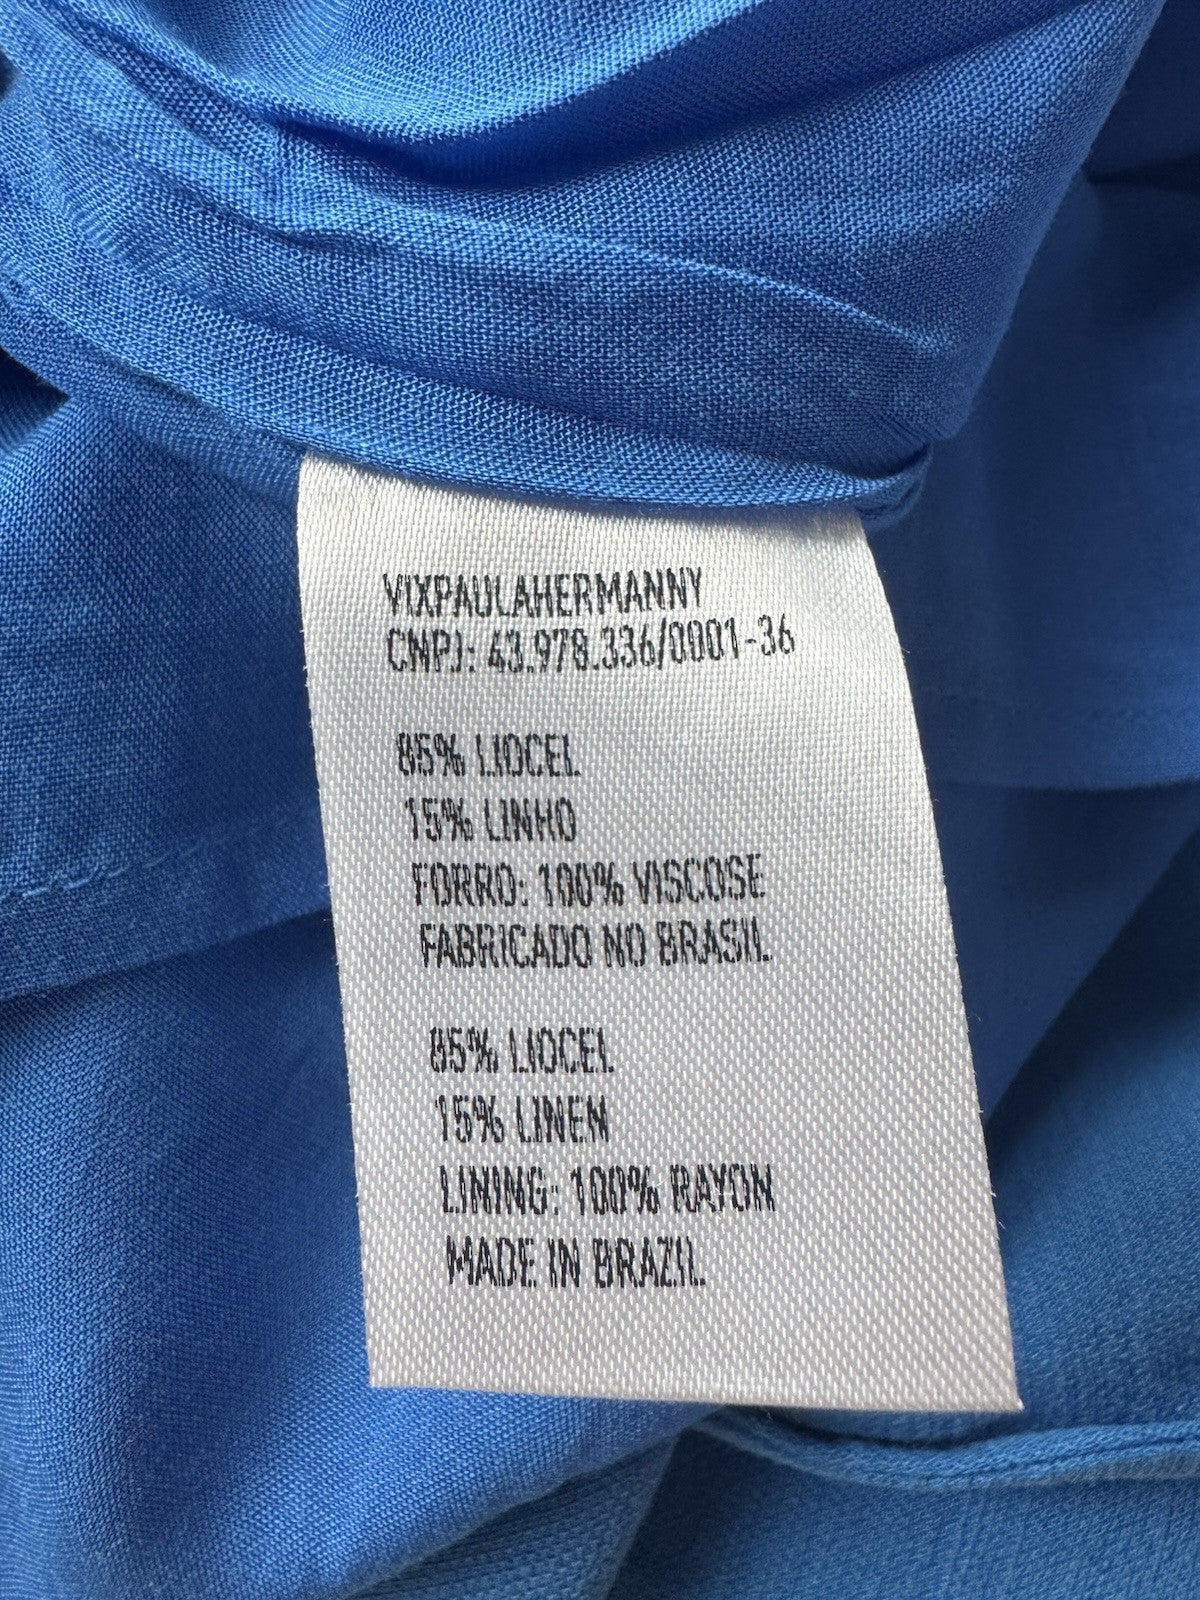 VIXPAULAHERMANNY
CNPJ: 43.978.336/0001-36
85% LIOCEL
15% LINHO
FORRO: 100% VISCOSE
FABRICADO NO BRASIL
85% LIOCEL
15% LINEN
LINING: 100% RAYON
MADE IN BRAZIL